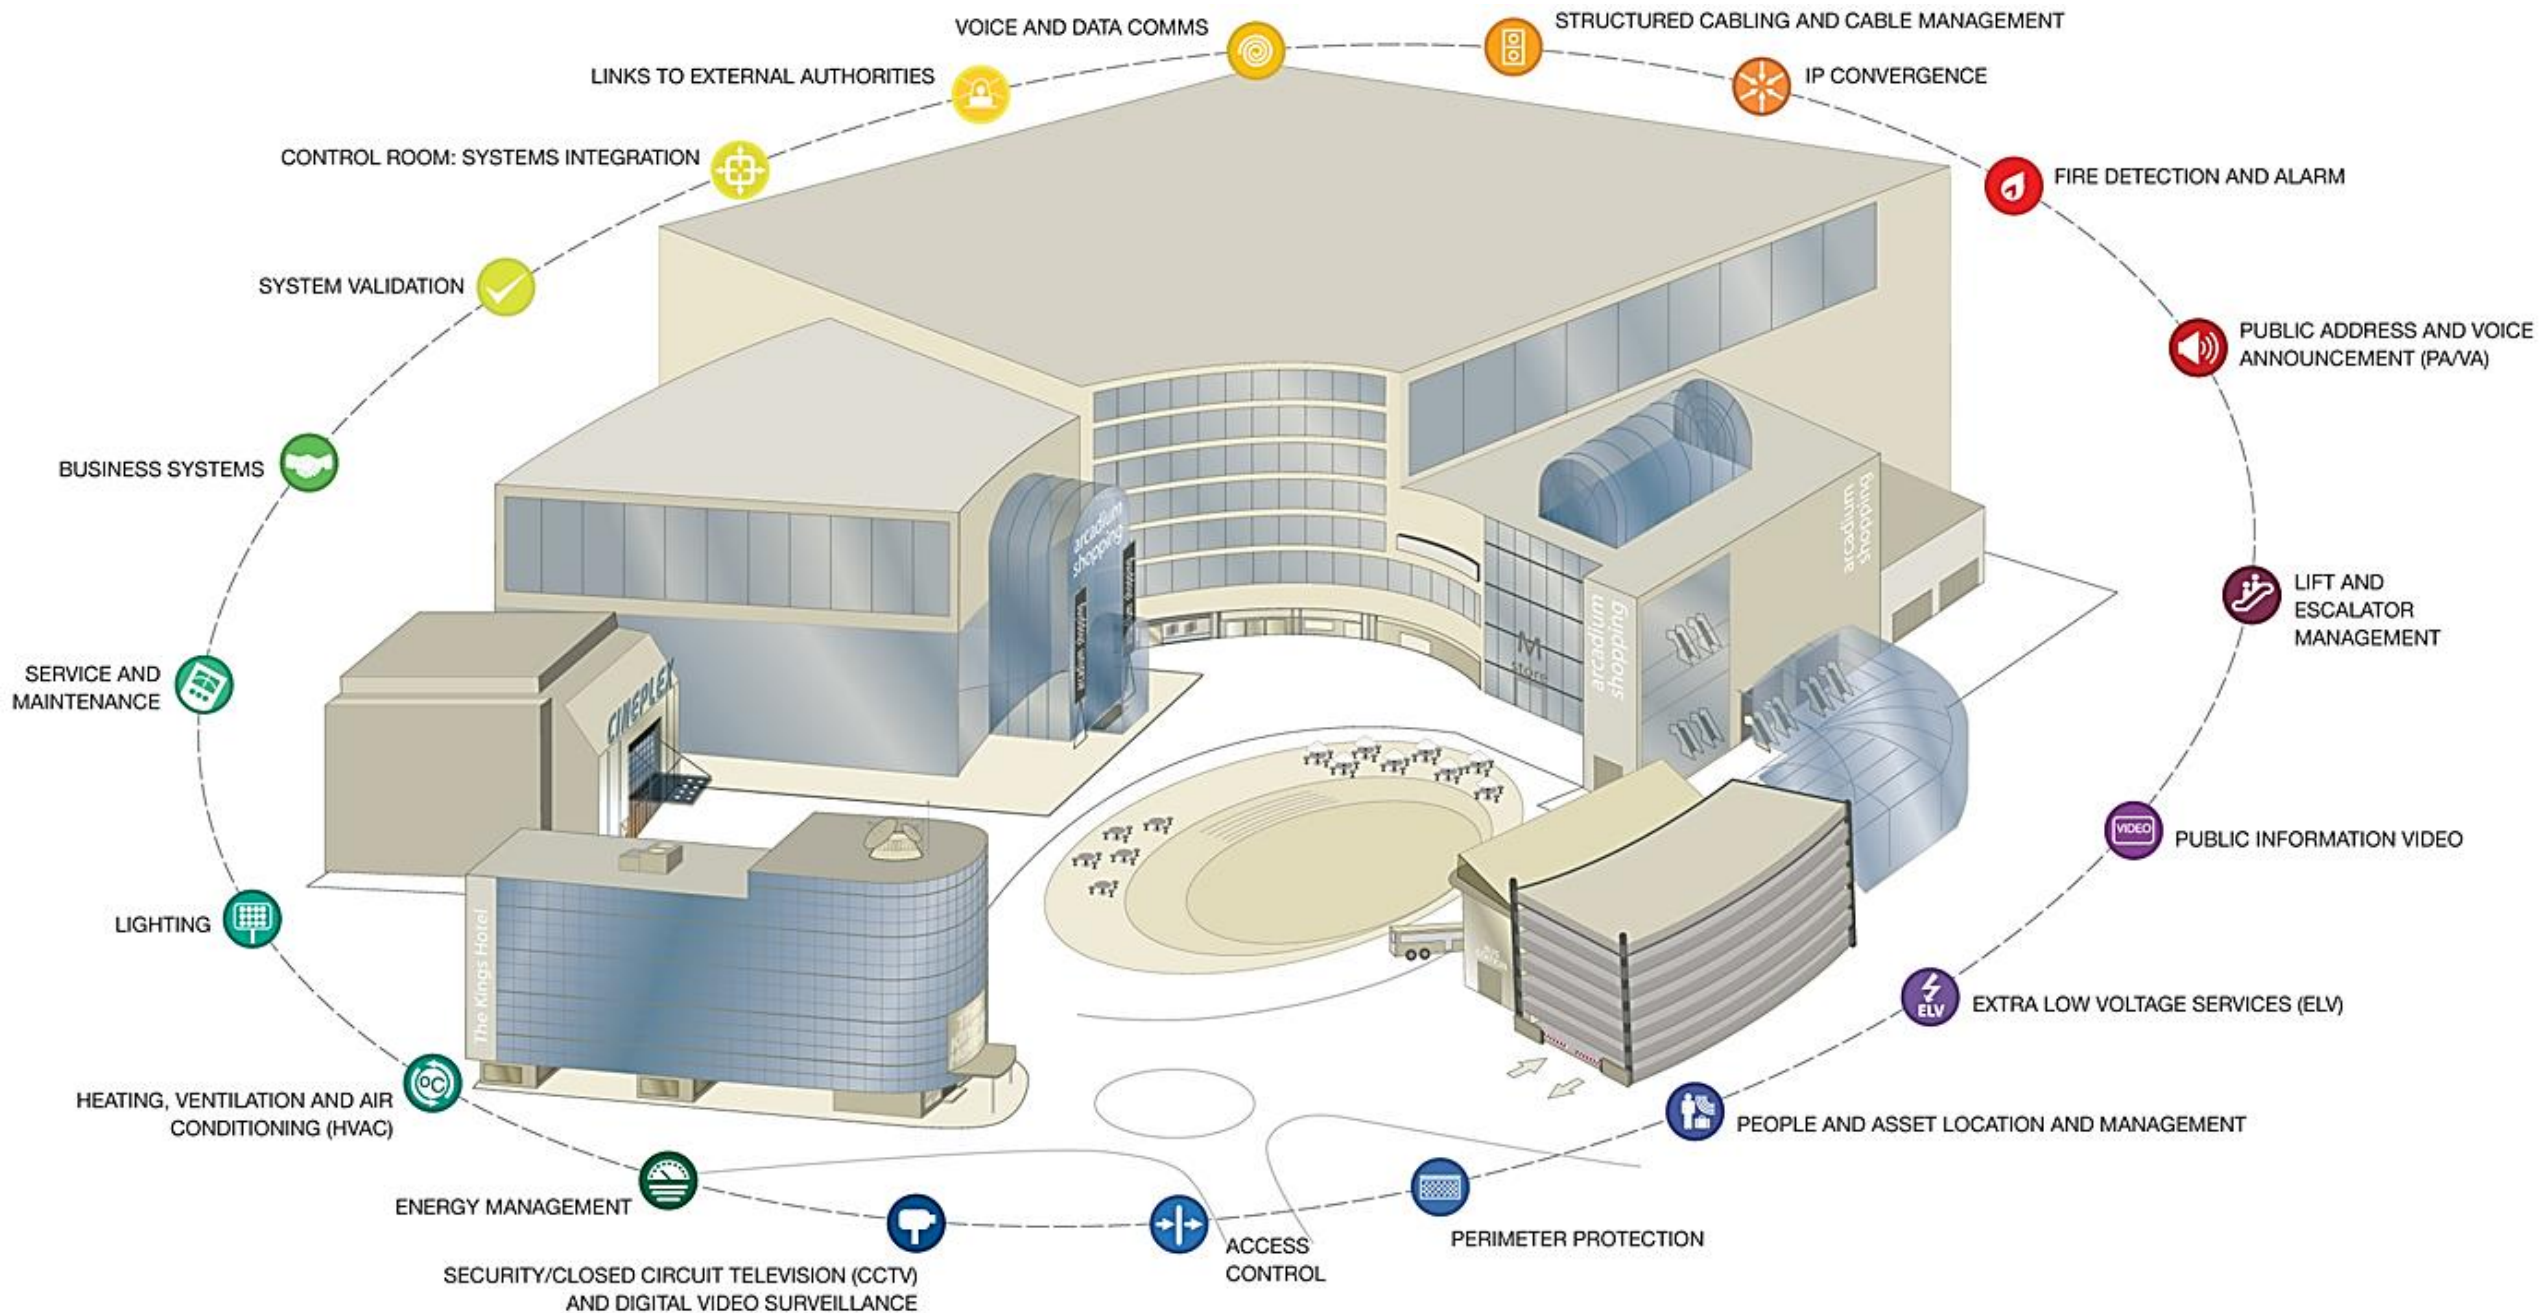 VOICE AND DATA COMMS
STRUCTURED CABLING AND CABLE MANAGEMENT
LINKS TO EXTERNAL AUTHORITIES
IP CONVERGENCE
CONTROL ROOM: SYSTEMS INTEGRATION
FIRE DETECTION AND ALARM
SYSTEM VALIDATION
PUBLIC ADDRESS AND VOICE
ANNOUNCEMENT (PA/VA)
BUSINESS SYSTEMS
arcadium
shopping
arcadium
shopping
arcadium
shopping
M
store
LIFT AND
ESCALATOR
MANAGEMENT
SERVICE AND
MAINTENANCE
CINEPLEX
VIDEO
PUBLIC INFORMATION VIDEO
LIGHTING
The Kings Hotel
ELV
EXTRA LOW VOLTAGE SERVICES (ELV)
°C
HEATING, VENTILATION AND AIR
CONDITIONING (HVAC)
PEOPLE AND ASSET LOCATION AND MANAGEMENT
ENERGY MANAGEMENT
PERIMETER PROTECTION
ACCESS
CONTROL
SECURITY/CLOSED CIRCUIT TELEVISION (CCTV)
AND DIGITAL VIDEO SURVEILLANCE